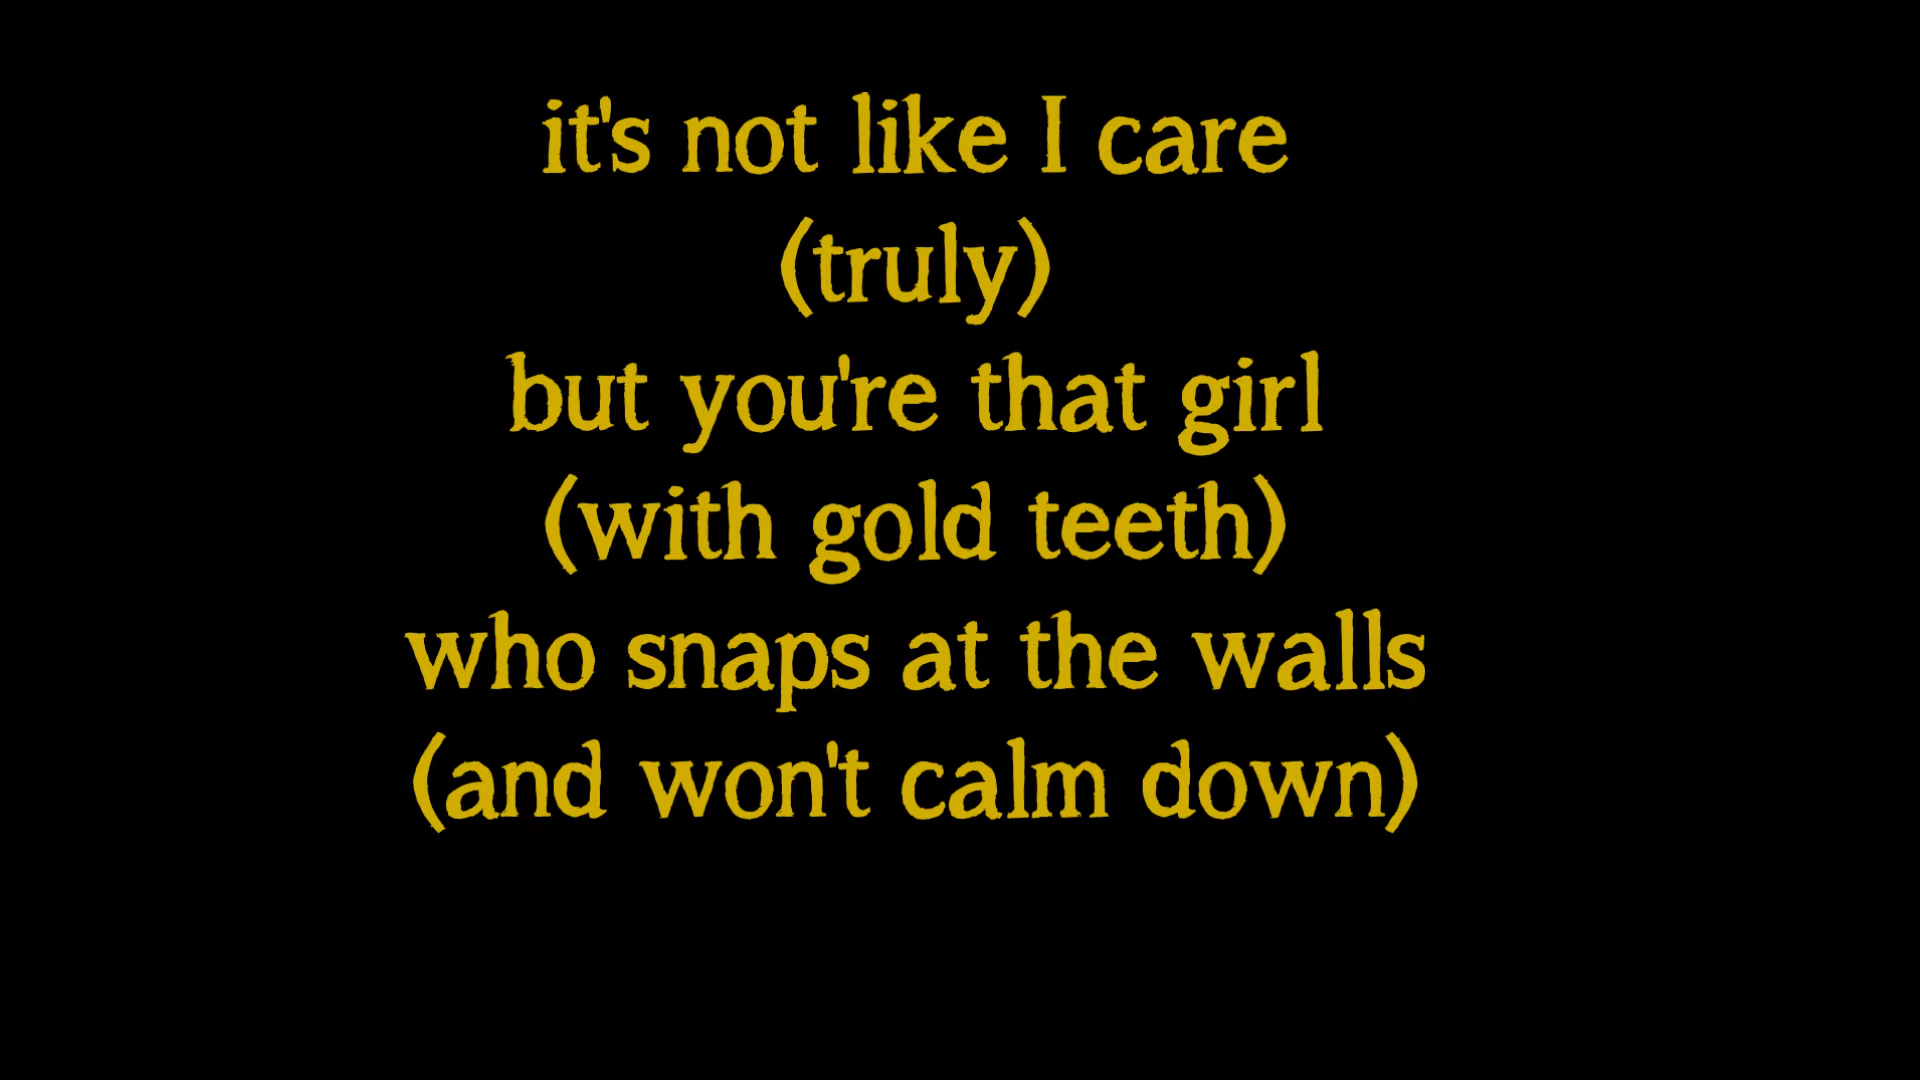 it's not like I care
(truly)
but you're that girl
(with gold teeth)
who snaps at the walls
(and won't calm down)